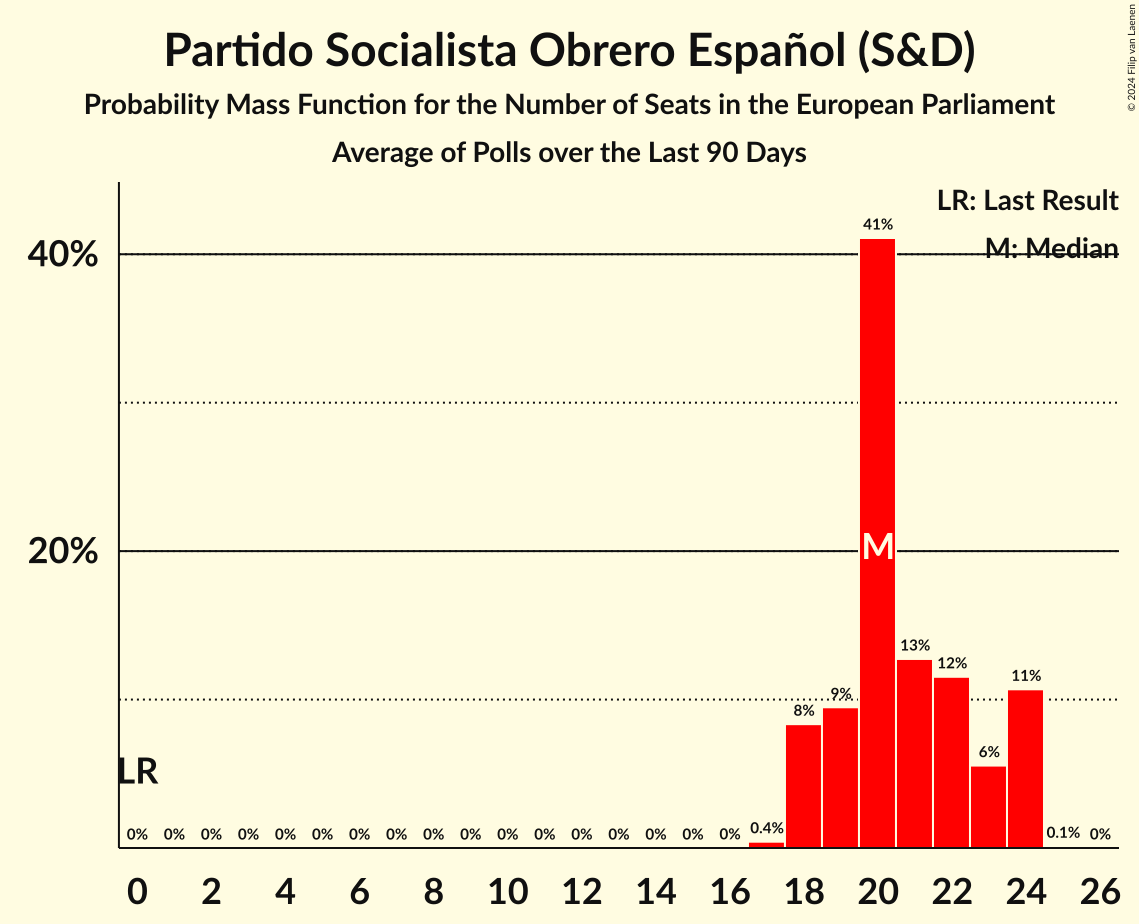 Partido Socialista Obrero Español (S&D)
Probability Mass Function for the Number of Seats in the European Parliament
Average of Polls over the Last 90 Days
© 2024 Filip van Laenen
LR: Last Result
M: Median
40%
20%
41%
M
13%
12%
11%
9%
8%
6%
LR
0% 0% 0% 0% 0% 0% 0% 0% 0% 0% 0% 0% 0% 0% 0% 0% 0% 0.4% 0.1% 0%
0 2 4 6 8 10 12 14 16 18 20 22 24 26